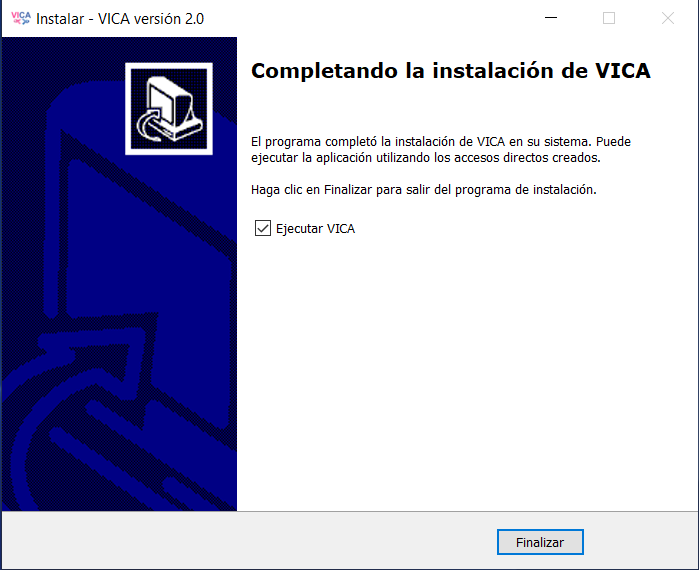 VICA
Instalar - VICA versión 2.0
Completando la instalación de VICA
El programa completó la instalación de VICA en su sistema. Puede
ejecutar la aplicación utilizando los accesos directos creados.
Haga clic en Finalizar para salir del programa de instalación.
Ejecutar VICA
Finalizar